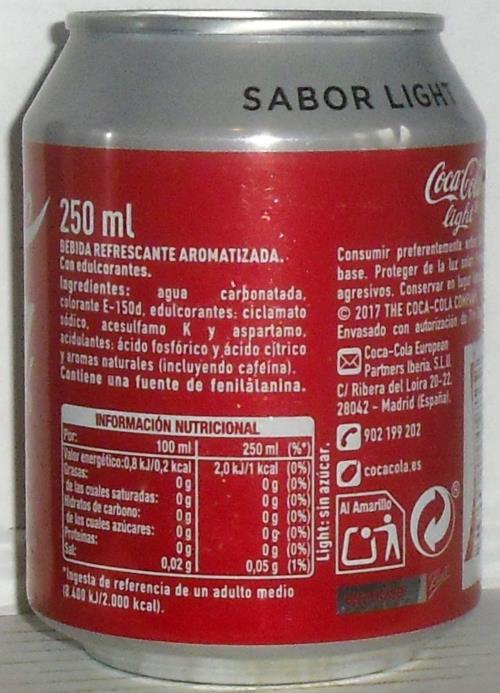 SABOR LIGHT
250 ml
BEBIDA REFRESCANTE AROMATIZADA.
Con edulcorantes.
Ingredientes: agua carbonatada,
colorante E-150d, edulcorantes: ciclamato
sódico, acesulfamo K y aspartamo,
acidulantes: ácido fosfórico y ácido cítrico
y aromas naturales (incluyendo cafeína).
Contiene una fuente de fenilalanina.
INFORMACIÓN NUTRICIONAL
Por: 100 ml 250 ml (%*)
Valor energético: 0,8 kJ/0,2 kcal 2,0 kJ/1 kcal (0%)
Grasas: 0 g 0 g (0%)
de las cuales saturadas: 0 g 0 g (0%)
Hidratos de carbono: 0 g 0 g (0%)
de los cuales azúcares: 0 g 0 g (0%)
Proteínas: 0 g 0 g (0%)
Sal: 0,02 g 0,05 g (1%)
*Ingesta de referencia de un adulto medio
(8.400 kJ/2.000 kcal).
Light: sin azúcar.
Coca-Cola
light
Consumir preferentemente
base. Proteger de la luz
agresivos. Conservar en lugar
© 2017 THE COCA-COLA
Envasado con autorización de
Coca-Cola European
Partners Iberia. S.L.U.
C/ Ribera del Loira 20-22.
28042 - Madrid (España).
902 199 202
cocacola.es
Al Amarillo
®